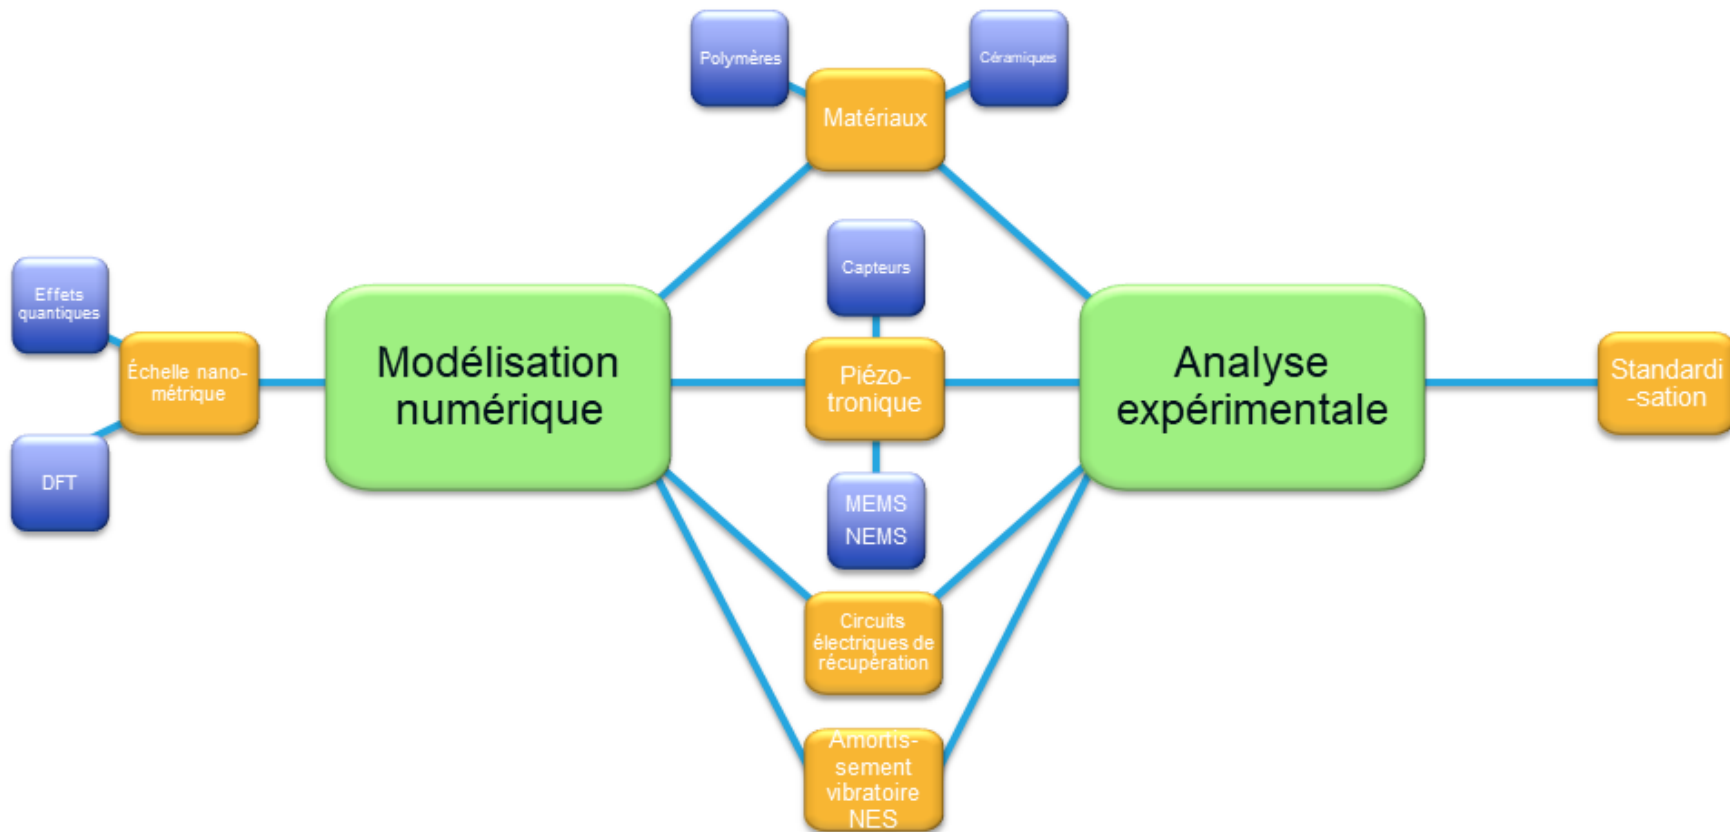 Polymères
Céramiques
Matériaux
Capteurs
Effets
quantiques
Échelle nano-
métrique
DFT
Modélisation
numérique
Piézo-
tronique
MEMS
NEMS
Analyse
expérimentale
Standardi
-sation
Circuits
électriques de
récupération
Amortis-
sement
vibratoire
NES